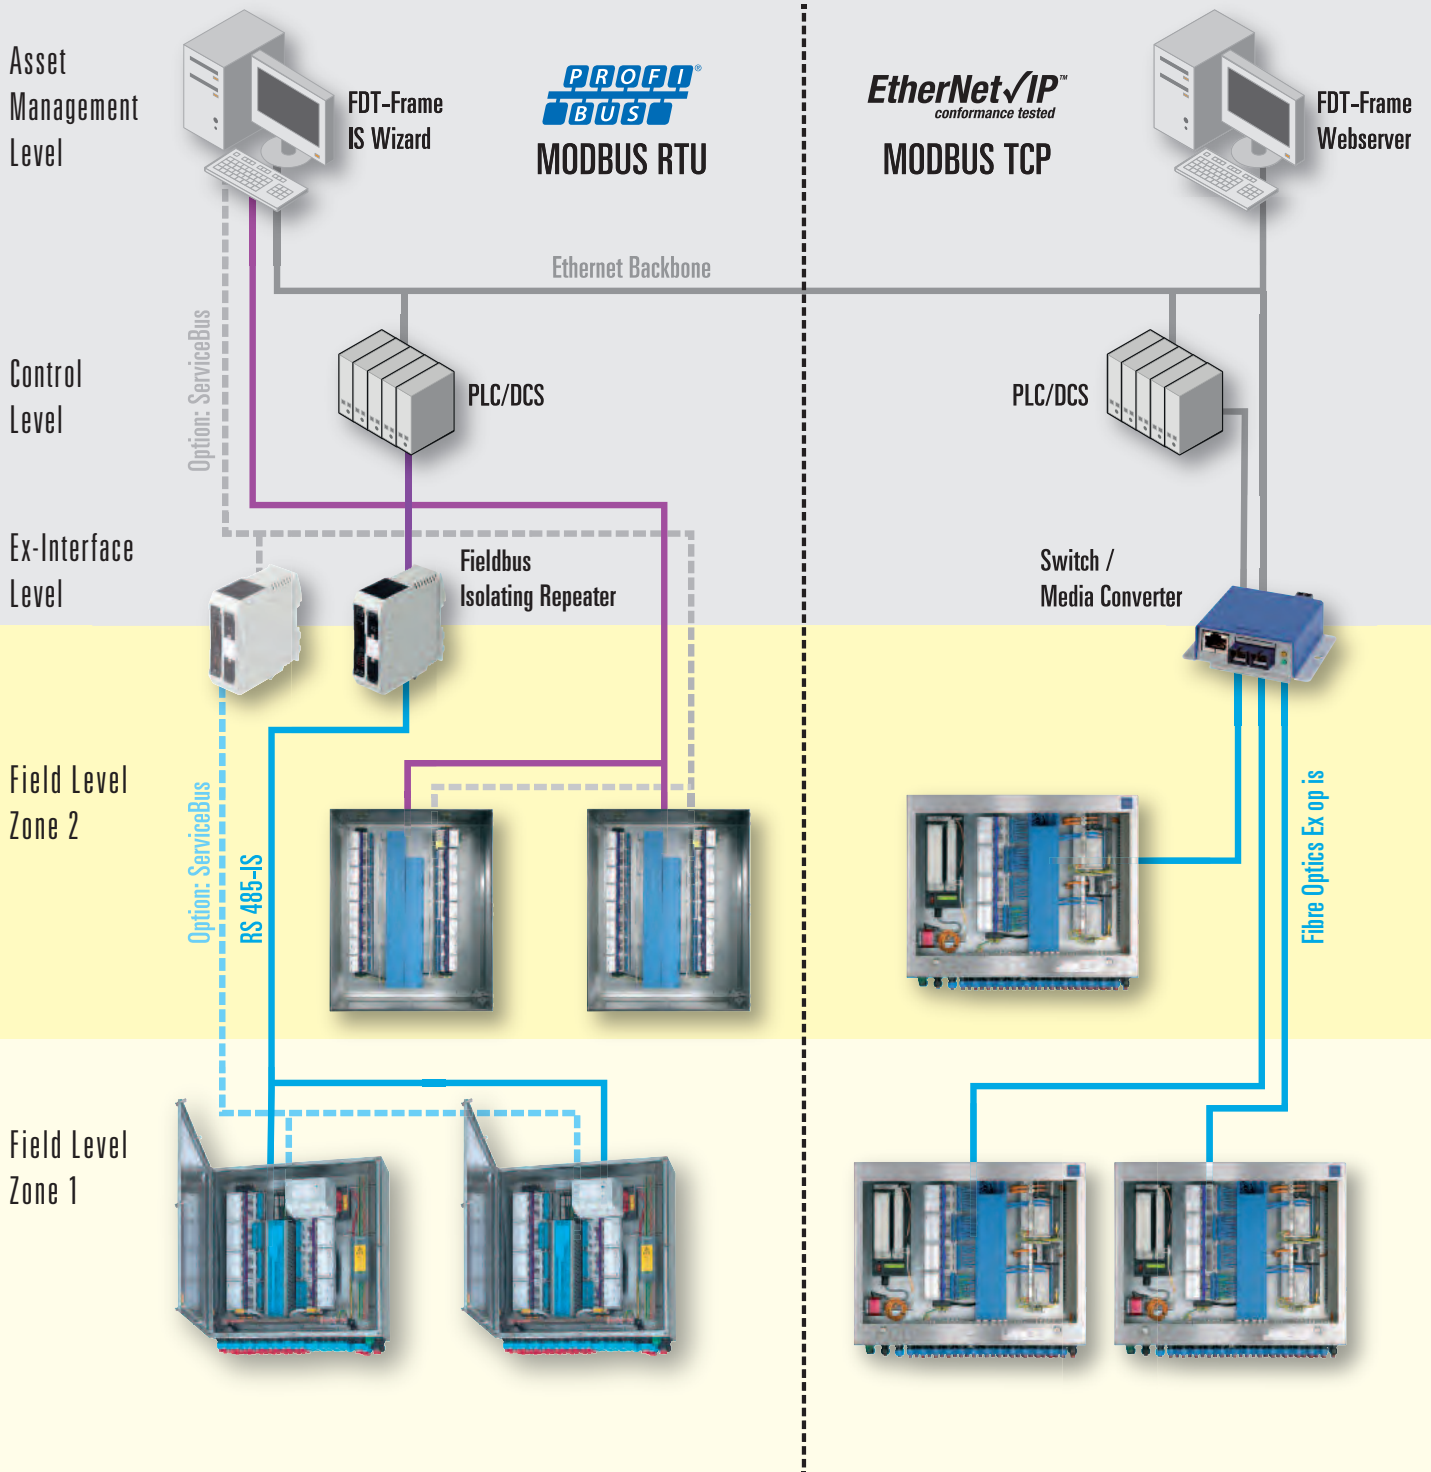 Asset
Management
Level
FDT-Frame
IS Wizard
PROFI
BUS
®
MODBUS RTU
EtherNet/IP™
conformance tested
MODBUS TCP
FDT-Frame
Webserver
Ethernet Backbone
Option: ServiceBus
Control
Level
PLC/DCS
PLC/DCS
Ex-Interface
Level
Fieldbus
Isolating Repeater
Switch /
Media Converter
Field Level
Zone 2
Option: ServiceBus
RS 485-IS
Fibre Optics Ex op is
Field Level
Zone 1